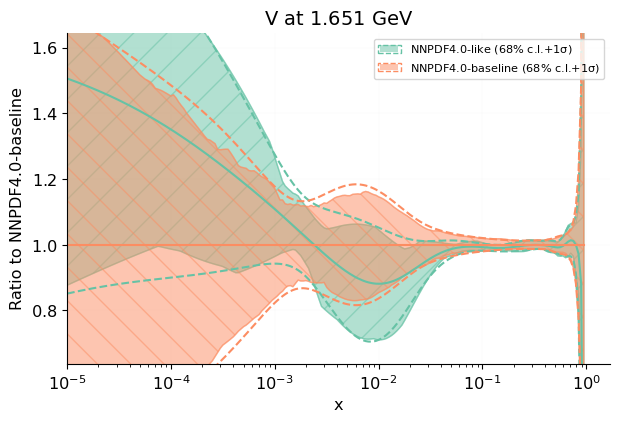 V at 1.651 GeV
NNPDF4.0-like (68% c.l.+1σ)
NNPDF4.0-baseline (68% c.l.+1σ)
Ratio to NNPDF4.0-baseline
1.6
1.4
1.2
1.0
0.8
10⁻⁵ 10⁻⁴ 10⁻³ 10⁻² 10⁻¹ 10⁰
x